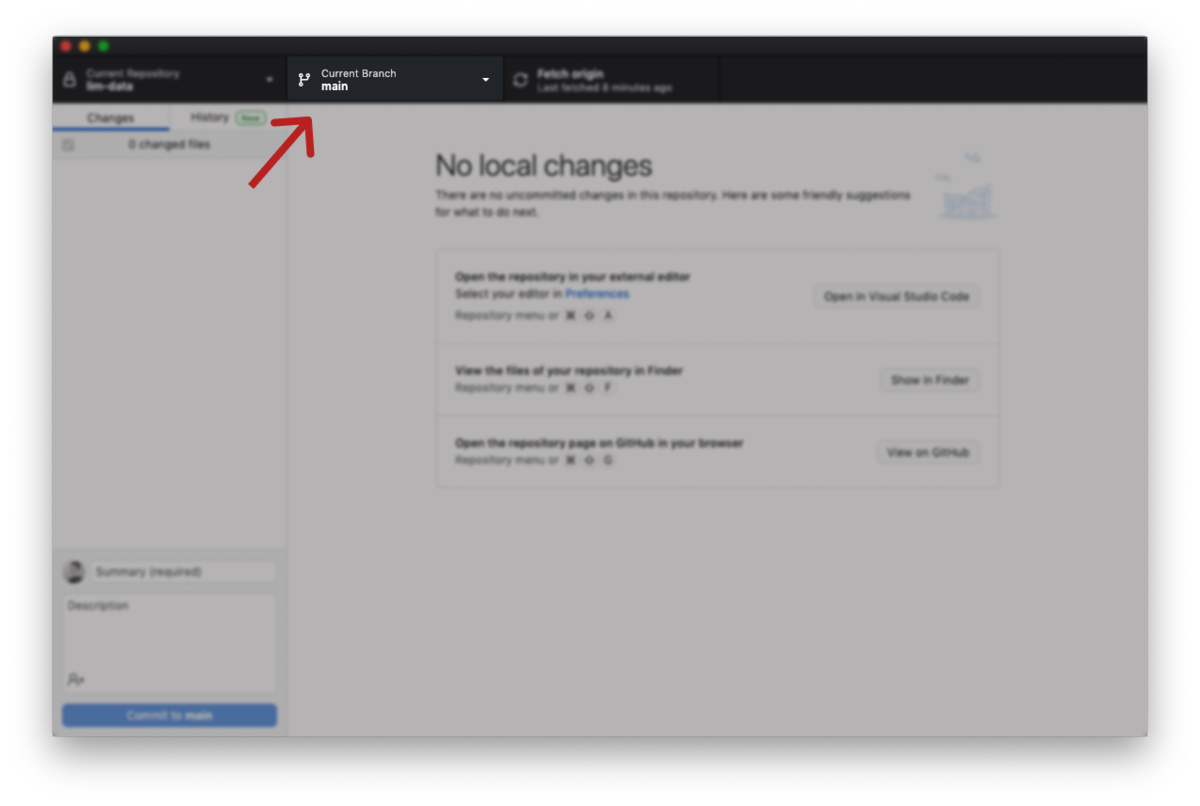 Current Repository
llm-data
Current Branch
main
Fetch origin
Last fetched 8 minutes ago
Changes
History New
0 changed files
No local changes
There are no uncommitted changes in this repository. Here are some friendly suggestions
for what to do next.
Open the repository in your external editor
Select your editor in Preferences
Repository menu or ⌘ ⇧ A
Open in Visual Studio Code
View the files of your repository in Finder
Repository menu or ⌘ ⇧ F
Show in Finder
Open the repository page on GitHub in your browser
Repository menu or ⌘ ⇧ G
View on GitHub
Summary (required)
Description
Commit to main